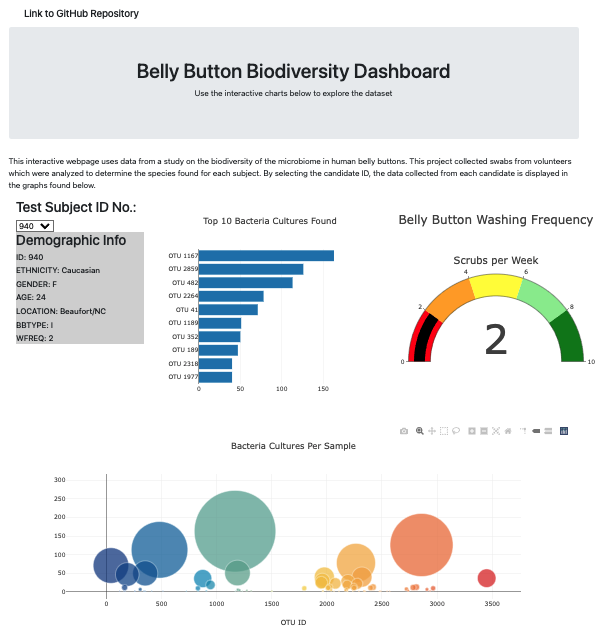 Link to GitHub Repository
Belly Button Biodiversity Dashboard
Use the interactive charts below to explore the dataset
This interactive webpage uses data from a study on the biodiversity of the microbiome in human belly buttons. This project collected swabs from volunteers
which were analyzed to determine the species found for each subject. By selecting the candidate ID, the data collected from each candidate is displayed in
the graphs found below.
Test Subject ID No.:
940
Demographic Info
ID: 940
ETHNICITY: Caucasian
GENDER: F
AGE: 24
LOCATION: Beaufort/NC
BBTYPE: I
WFREQ: 2
Top 10 Bacteria Cultures Found
OTU 1167
OTU 2859
OTU 482
OTU 2264
OTU 41
OTU 1189
OTU 352
OTU 189
OTU 2318
OTU 1977
0 50 100 150
Belly Button Washing Frequency
Scrubs per Week
0 2 4 6 8 10
2
Bacteria Cultures Per Sample
300
250
200
150
100
50
0
0 500 1000 1500 2000 2500 3000 3500
OTU ID